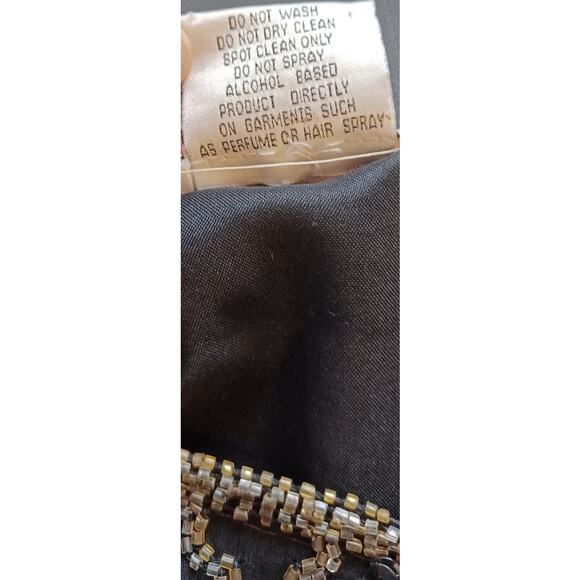 DO NOT WASH
DO NOT DRY CLEAN
SPOT CLEAN ONLY
DO NOT SPRAY
ALCOHOL BASED
PRODUCT DIRECTLY
ON GARMENTS SUCH
AS PERFUME OR HAIR SPRAY